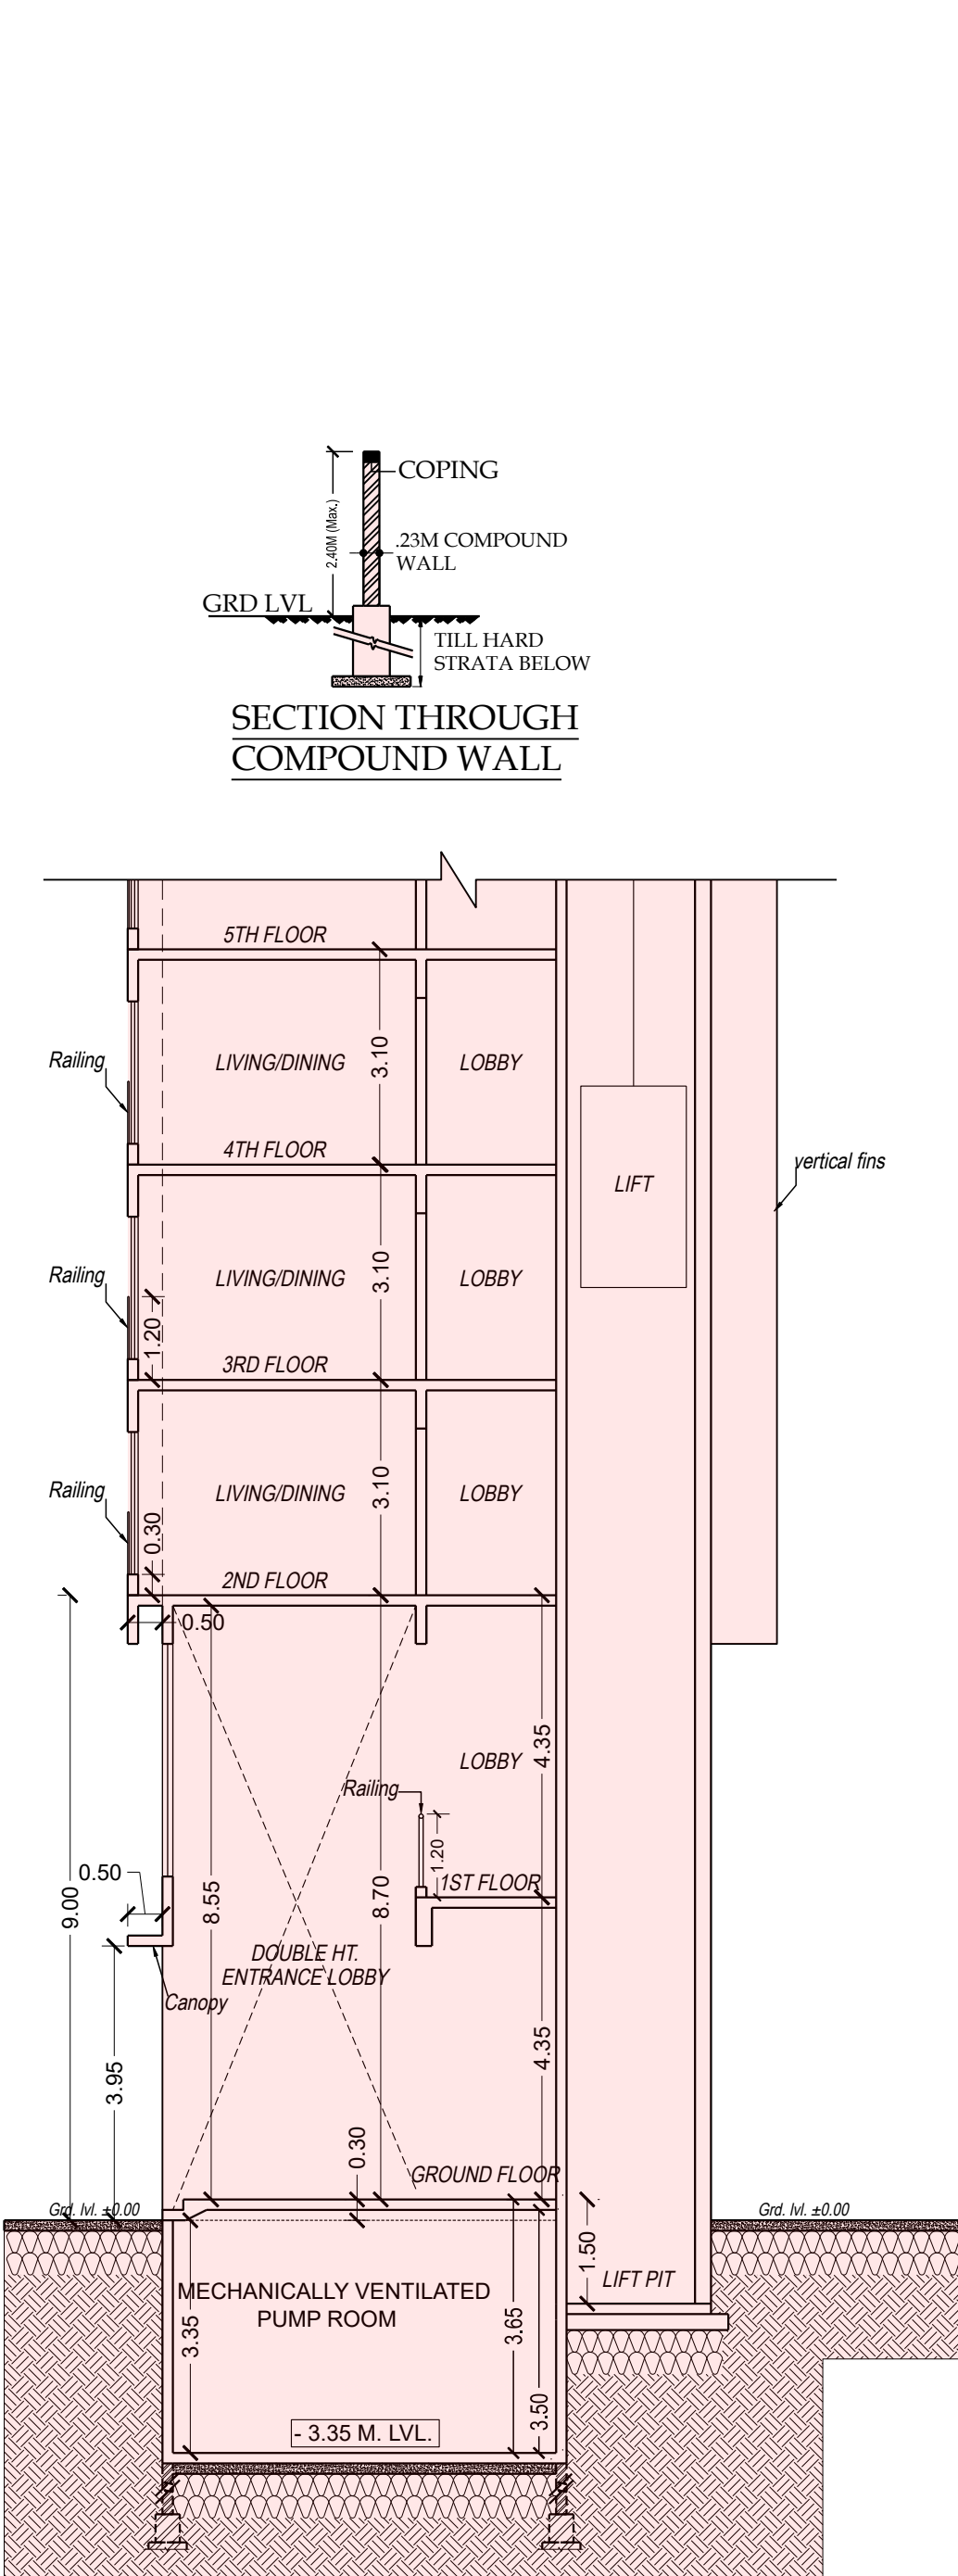 COPING
2.40M (Max.)
.23M COMPOUND
WALL
GRD LVL
TILL HARD
STRATA BELOW
SECTION THROUGH
COMPOUND WALL
5TH FLOOR
Railing
LIVING/DINING
3.10
LOBBY
4TH FLOOR
LIFT
vertical fins
Railing
LIVING/DINING
3.10
LOBBY
1.20
3RD FLOOR
Railing
LIVING/DINING
3.10
LOBBY
0.30
2ND FLOOR
0.50
LOBBY
4.35
Railing
1.20
0.50
1ST FLOOR
9.00
8.55
8.70
DOUBLE HT.
ENTRANCE LOBBY
Canopy
3.95
4.35
0.30
GROUND FLOOR
Grd. lvl. ±0.00
Grd. lvl. ±0.00
1.50
LIFT PIT
MECHANICALLY VENTILATED
PUMP ROOM
3.35
3.65
3.50
- 3.35 M. LVL.